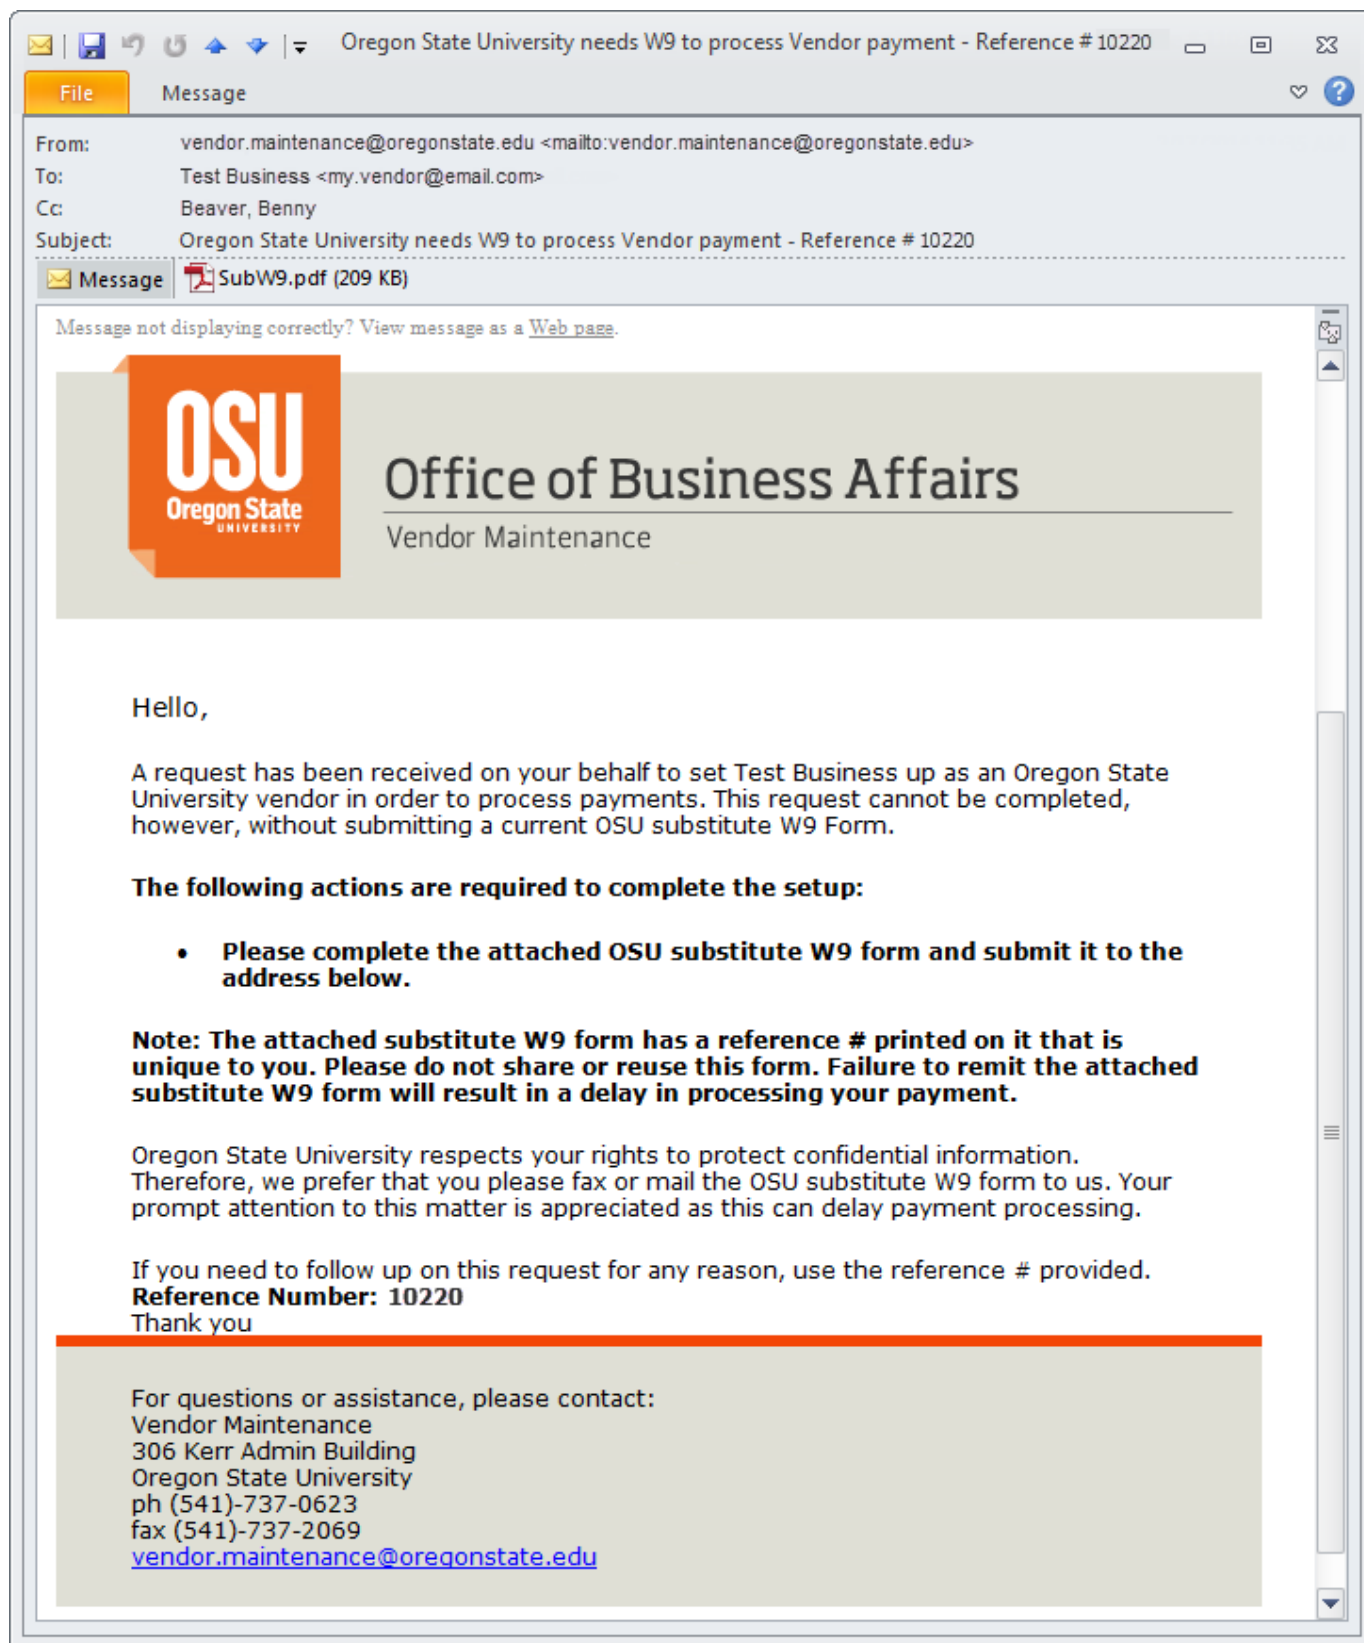 Oregon State University needs W9 to process Vendor payment - Reference # 10220
File Message
From: vendor.maintenance@oregonstate.edu <mailto:vendor.maintenance@oregonstate.edu>
To: Test Business <my.vendor@email.com>
Cc: Beaver, Benny
Subject: Oregon State University needs W9 to process Vendor payment - Reference # 10220
Message SubW9.pdf (209 KB)
Message not displaying correctly? View message as a Web page.
OSU
Oregon State
UNIVERSITY
Office of Business Affairs
Vendor Maintenance
Hello,
A request has been received on your behalf to set Test Business up as an Oregon State
University vendor in order to process payments. This request cannot be completed,
however, without submitting a current OSU substitute W9 Form.
The following actions are required to complete the setup:
• Please complete the attached OSU substitute W9 form and submit it to the
address below.
Note: The attached substitute W9 form has a reference # printed on it that is
unique to you. Please do not share or reuse this form. Failure to remit the attached
substitute W9 form will result in a delay in processing your payment.
Oregon State University respects your rights to protect confidential information.
Therefore, we prefer that you please fax or mail the OSU substitute W9 form to us. Your
prompt attention to this matter is appreciated as this can delay payment processing.
If you need to follow up on this request for any reason, use the reference # provided.
Reference Number: 10220
Thank you
For questions or assistance, please contact:
Vendor Maintenance
306 Kerr Admin Building
Oregon State University
ph (541)-737-0623
fax (541)-737-2069
vendor.maintenance@oregonstate.edu